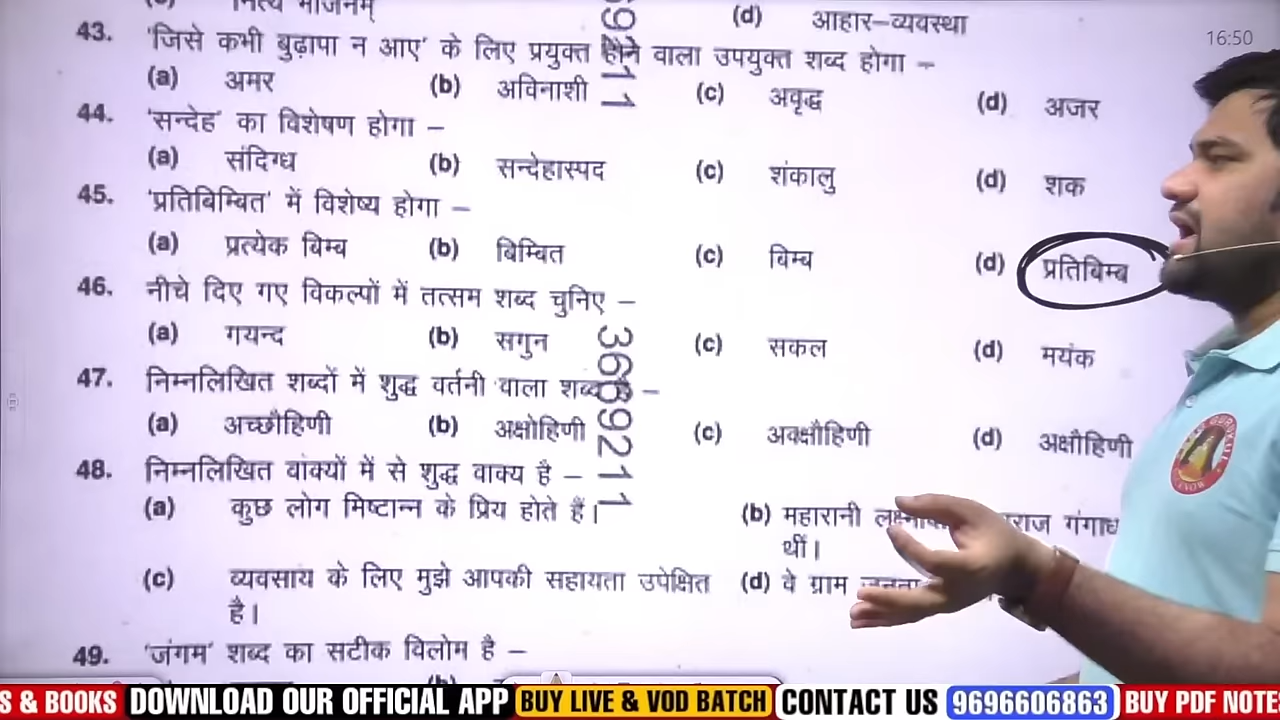 नित्य भोजनम्
(d) आहार–व्यवस्था
16:50
43. 'जिसे कभी बुढ़ापा न आए' के लिए प्रयुक्त होने वाला उपयुक्त शब्द होगा –
(a) अमर (b) अविनाशी (c) अवृद्ध (d) अजर
44. 'सन्देह' का विशेषण होगा –
(a) संदिग्ध (b) सन्देहास्पद (c) शंकालु (d) शक
45. 'प्रतिबिम्बित' में विशेष्य होगा –
(a) प्रत्येक बिम्ब (b) बिम्बित (c) बिम्ब (d) प्रतिबिम्ब
46. नीचे दिए गए विकल्पों में तत्सम शब्द चुनिए –
(a) गयन्द (b) सगुन (c) सकल (d) मयंक
47. निम्नलिखित शब्दों में शुद्ध वर्तनी वाला शब्द है –
(a) अच्छौहिणी (b) अक्षोहिणी (c) अक्क्षौहिणी (d) अक्षौहिणी
36689211
48. निम्नलिखित वाक्यों में से शुद्ध वाक्य है –
(a) कुछ लोग मिष्टान्न के प्रिय होते हैं। (b) महारानी
थीं।
(c) व्यवसाय के लिए मुझे आपकी सहायता उपेक्षित (d) वे ग्राम
है।
49. 'जंगम' शब्द का सटीक विलोम है –
S & BOOKS DOWNLOAD OUR OFFICIAL APP BUY LIVE & VOD BATCH CONTACT US 9696606863 BUY PDF NOTE